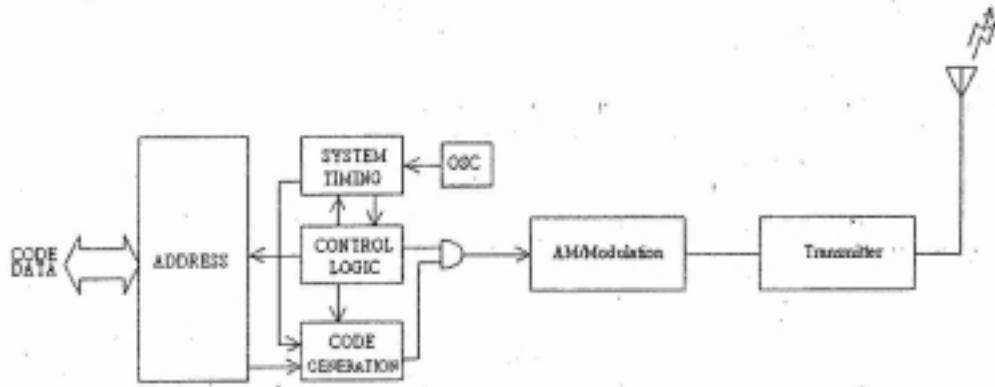 CODE
DATA
ADDRESS
SYSTEM
TIMING
OSC
CONTROL
LOGIC
CODE
GENERATION
AM/Modulation
Transmitter